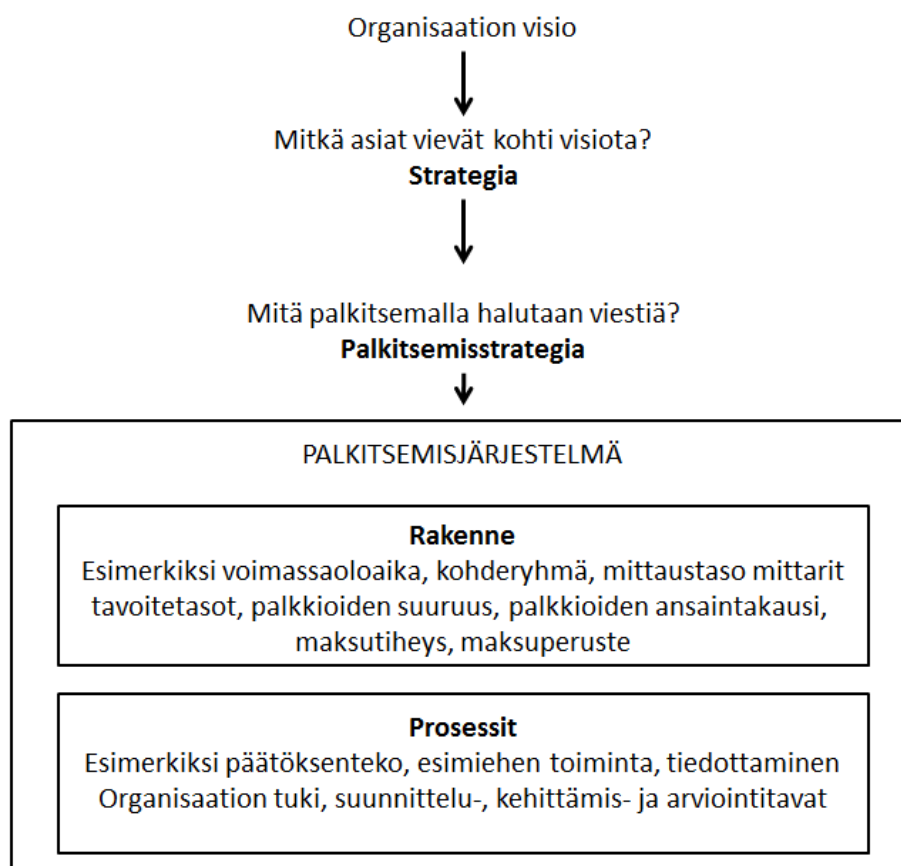 Organisaation visio
Mitkä asiat vievät kohti visiota?
Strategia
Mitä palkitsemalla halutaan viestiä?
Palkitsemisstrategia
PALKITSEMISJÄRJESTELMÄ
Rakenne
Esimerkiksi voimassaoloaika, kohderyhmä, mittaustaso mittarit
tavoitetasot, palkkioiden suuruus, palkkioiden ansaintakausi,
maksutiheys, maksuperuste
Prosessit
Esimerkiksi päätöksenteko, esimiehen toiminta, tiedottaminen
Organisaation tuki, suunnittelu-, kehittämis- ja arviointitavat